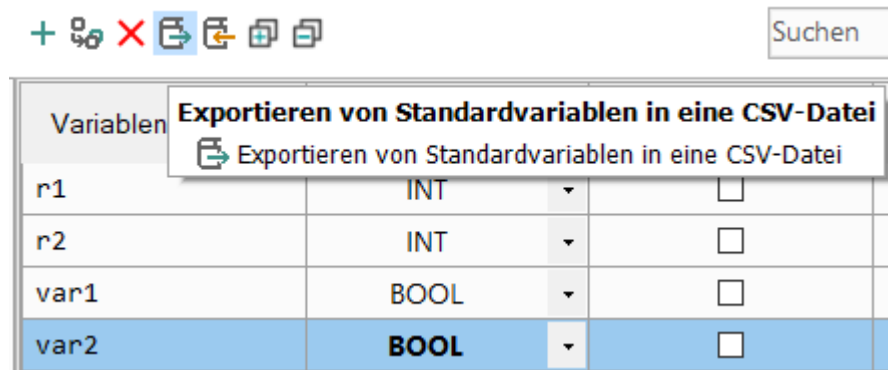 Suchen
Variablen
Exportieren von Standardvariablen in eine CSV-Datei
Exportieren von Standardvariablen in eine CSV-Datei
r1 INT
r2 INT
var1 BOOL
var2 BOOL